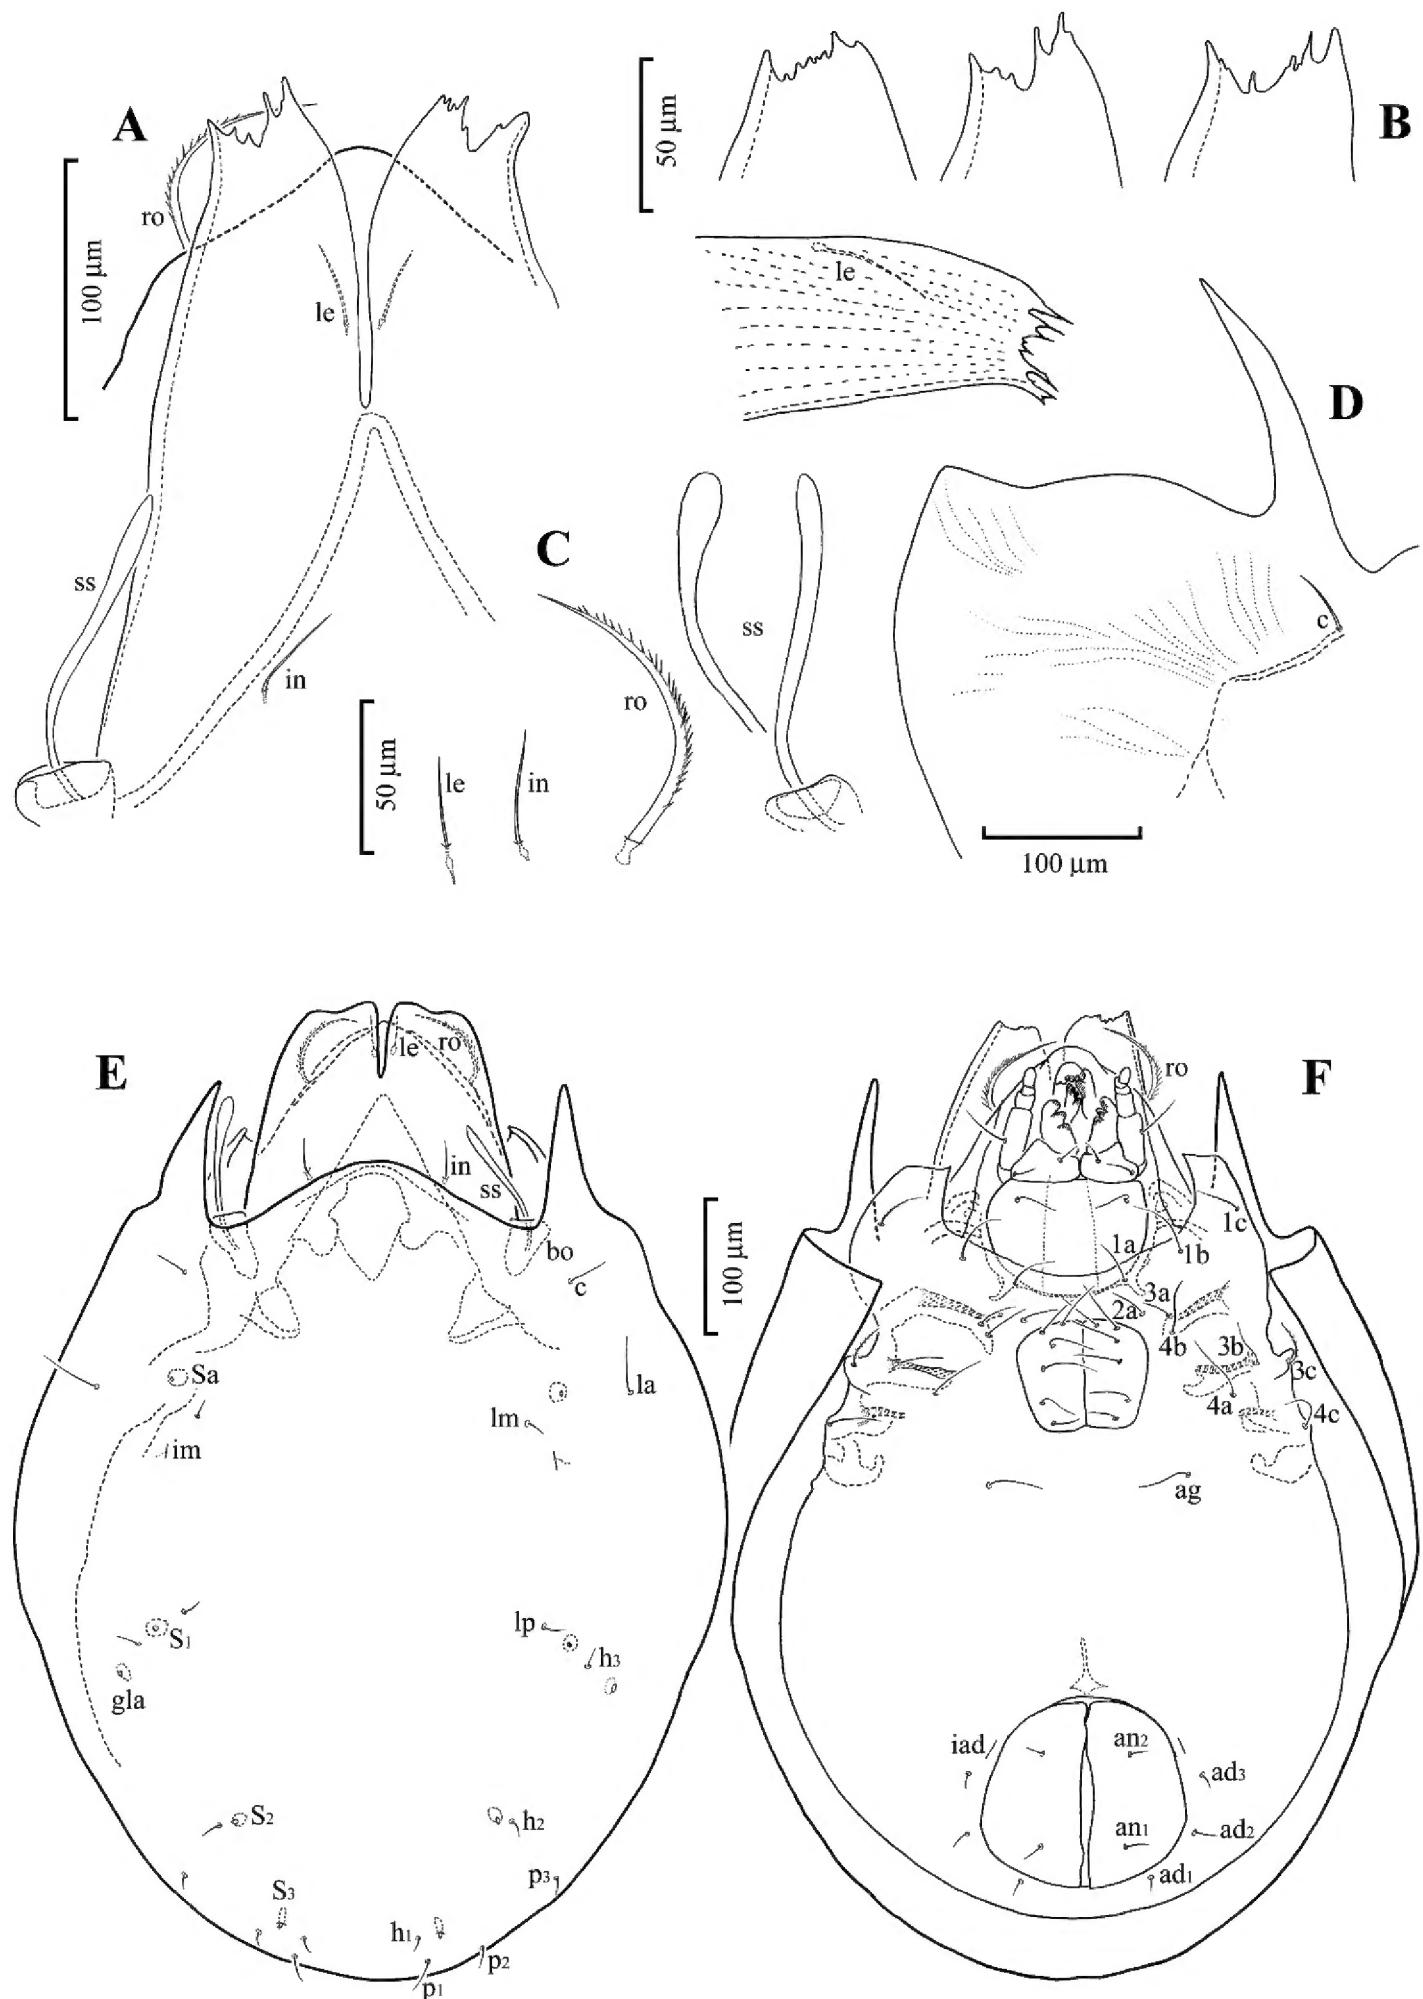 A
ro
100 µm
le
ss
in
B
50 µm
le
C
50 µm
le
in
ro
ss
D
c
100 µm
E
le
ro
in
ss
bo
c
Sa
la
lm
im
lp
S1
h3
gla
S2
h2
p3
S3
h1
p2
p1
F
100 µm
ro
1c
1a
1b
3a
2a
4b
3b
3c
4a
4c
ag
iad
an2
ad3
an1
ad2
ad1